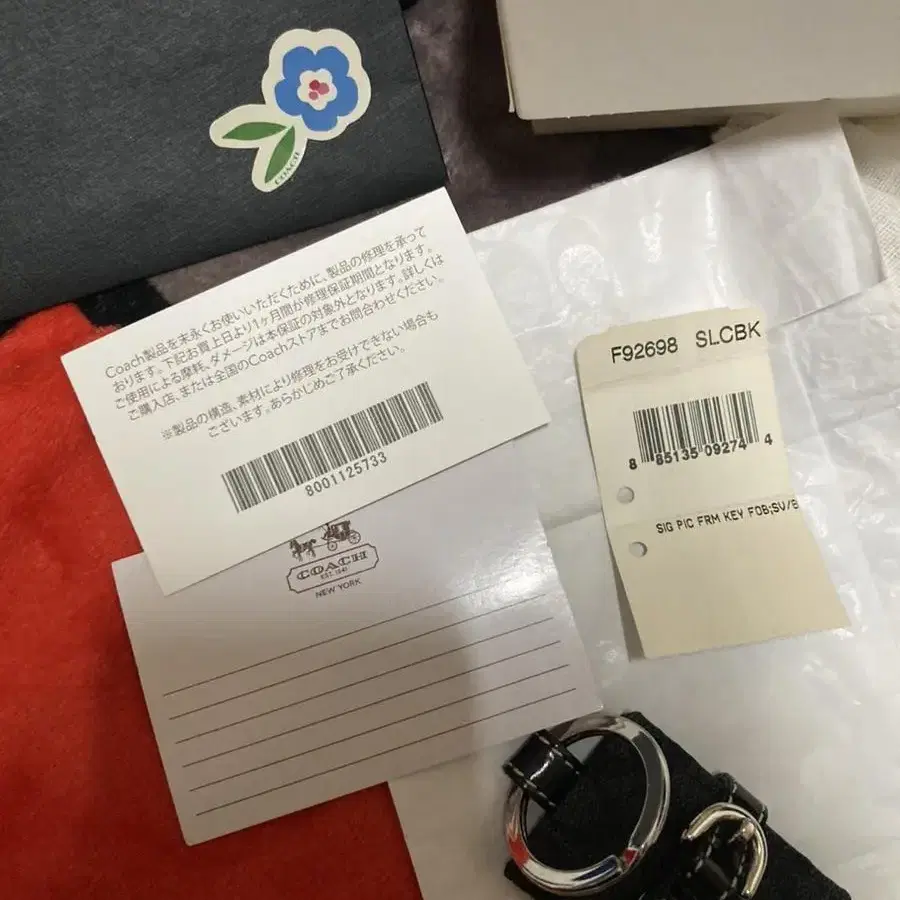 COACH
Coach製品を末永くお使いいただくために、製品の修理を承って
おります。下記お買上日より1ヶ月間が修理保証期間となります。
ご使用による摩耗、ダメージは本保証の対象外となります。詳しくは
ご購入店、または全国のCoachストアまでお問合わせください。
※製品の構造、素材により修理をお受けできない場合も
ございます。あらかじめご了承ください。
8001125733
COACH
EST. 1941
NEW YORK
F92698 SLCBK
8 85135 09274 4
SIG PIC FRM KEY FOB;SV/B